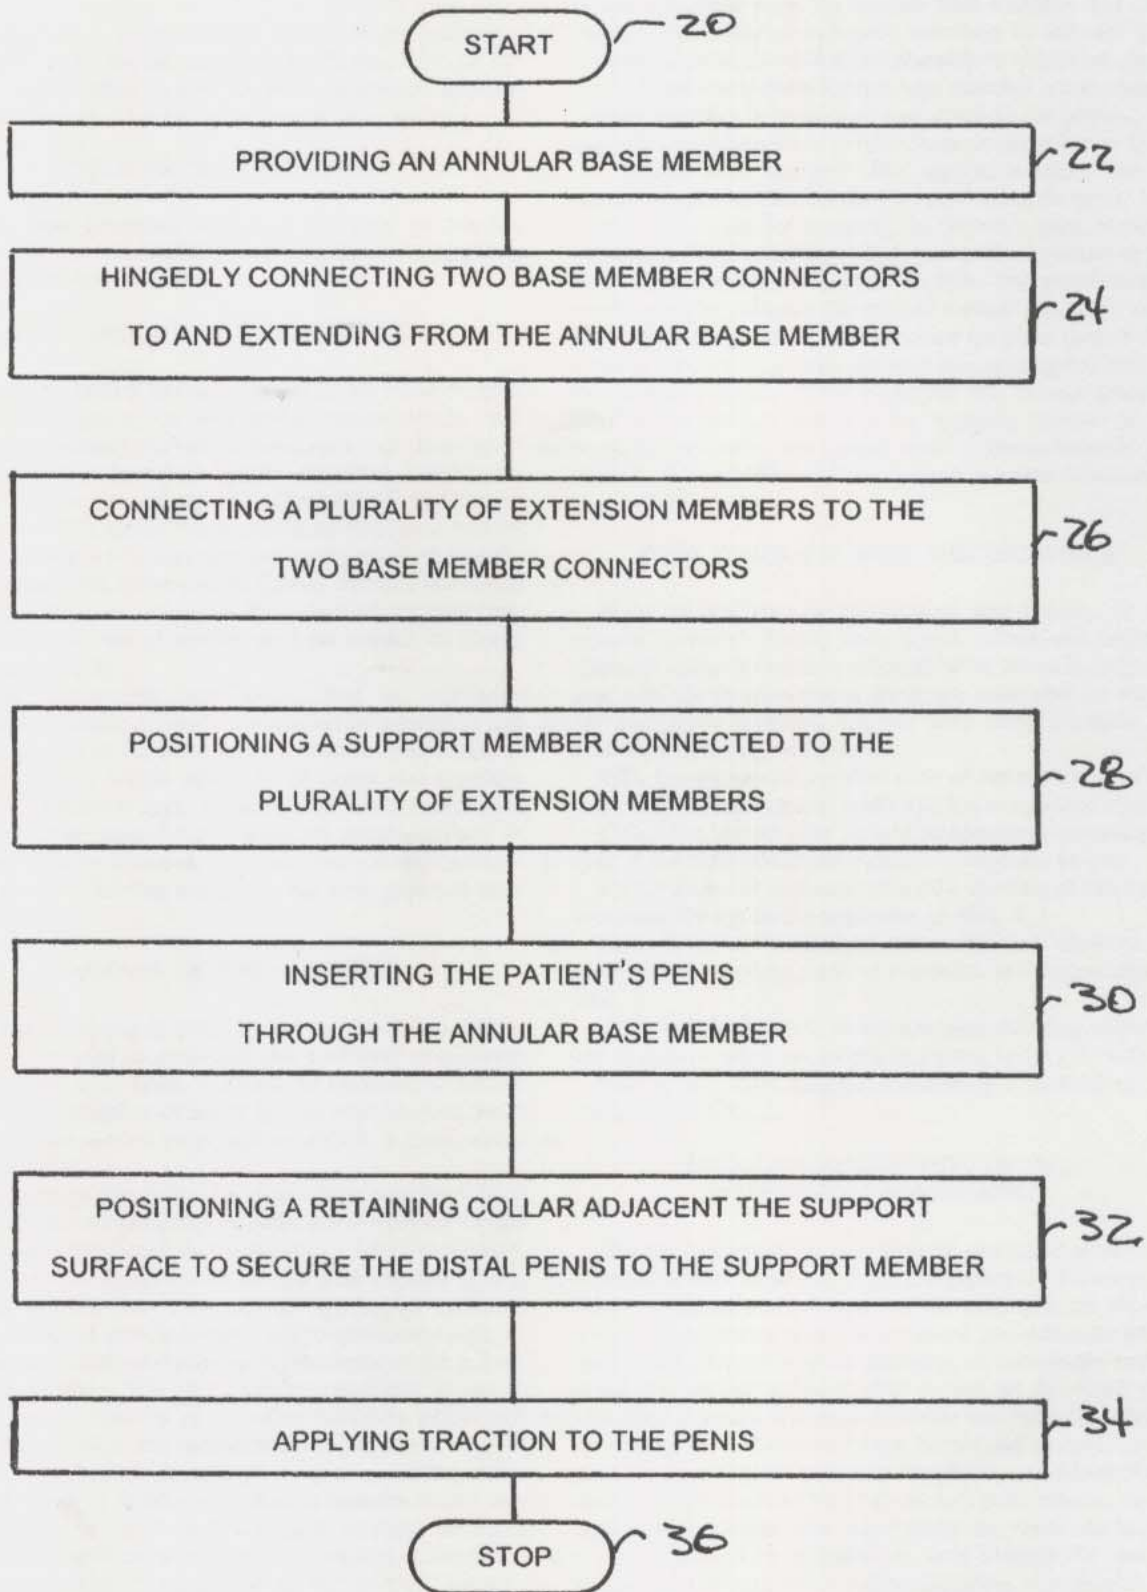 START
20
PROVIDING AN ANNULAR BASE MEMBER
22
HINGEDLY CONNECTING TWO BASE MEMBER CONNECTORS
TO AND EXTENDING FROM THE ANNULAR BASE MEMBER
24
CONNECTING A PLURALITY OF EXTENSION MEMBERS TO THE
TWO BASE MEMBER CONNECTORS
26
POSITIONING A SUPPORT MEMBER CONNECTED TO THE
PLURALITY OF EXTENSION MEMBERS
28
INSERTING THE PATIENT'S PENIS
THROUGH THE ANNULAR BASE MEMBER
30
POSITIONING A RETAINING COLLAR ADJACENT THE SUPPORT
SURFACE TO SECURE THE DISTAL PENIS TO THE SUPPORT MEMBER
32
APPLYING TRACTION TO THE PENIS
34
STOP
36